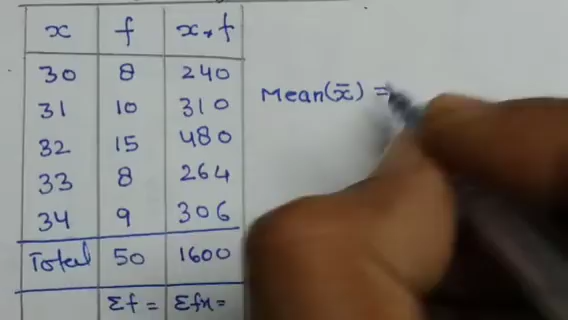 x f x*f
30 8 240
31 10 310 Mean(x̄) =
32 15 480
33 8 264
34 9 306
Total 50 1600
Σf = Σfx=